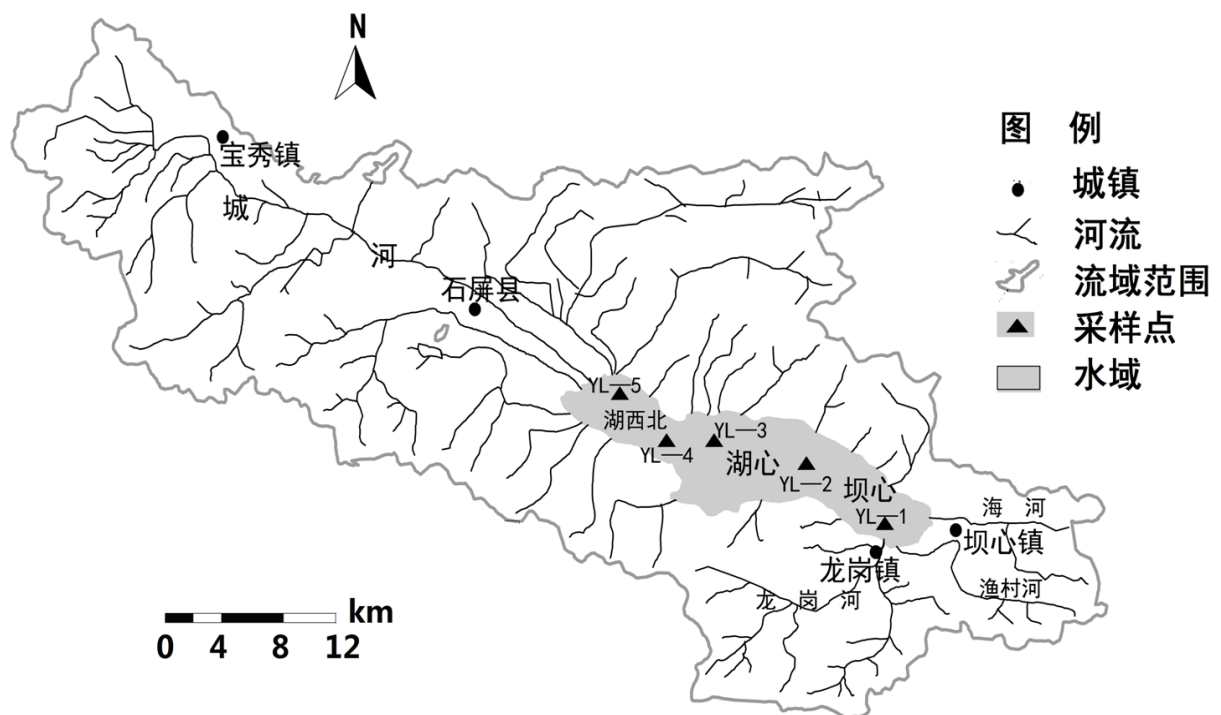 N
宝秀镇
城
河
石屏县
YL—5
湖西北
YL—4
YL—3
湖心
YL—2
坝心
YL—1
海 河
坝心镇
龙岗镇
龙 岗 河
渔村河
km
0 4 8 12
图 例
城镇
河流
流域范围
采样点
水域